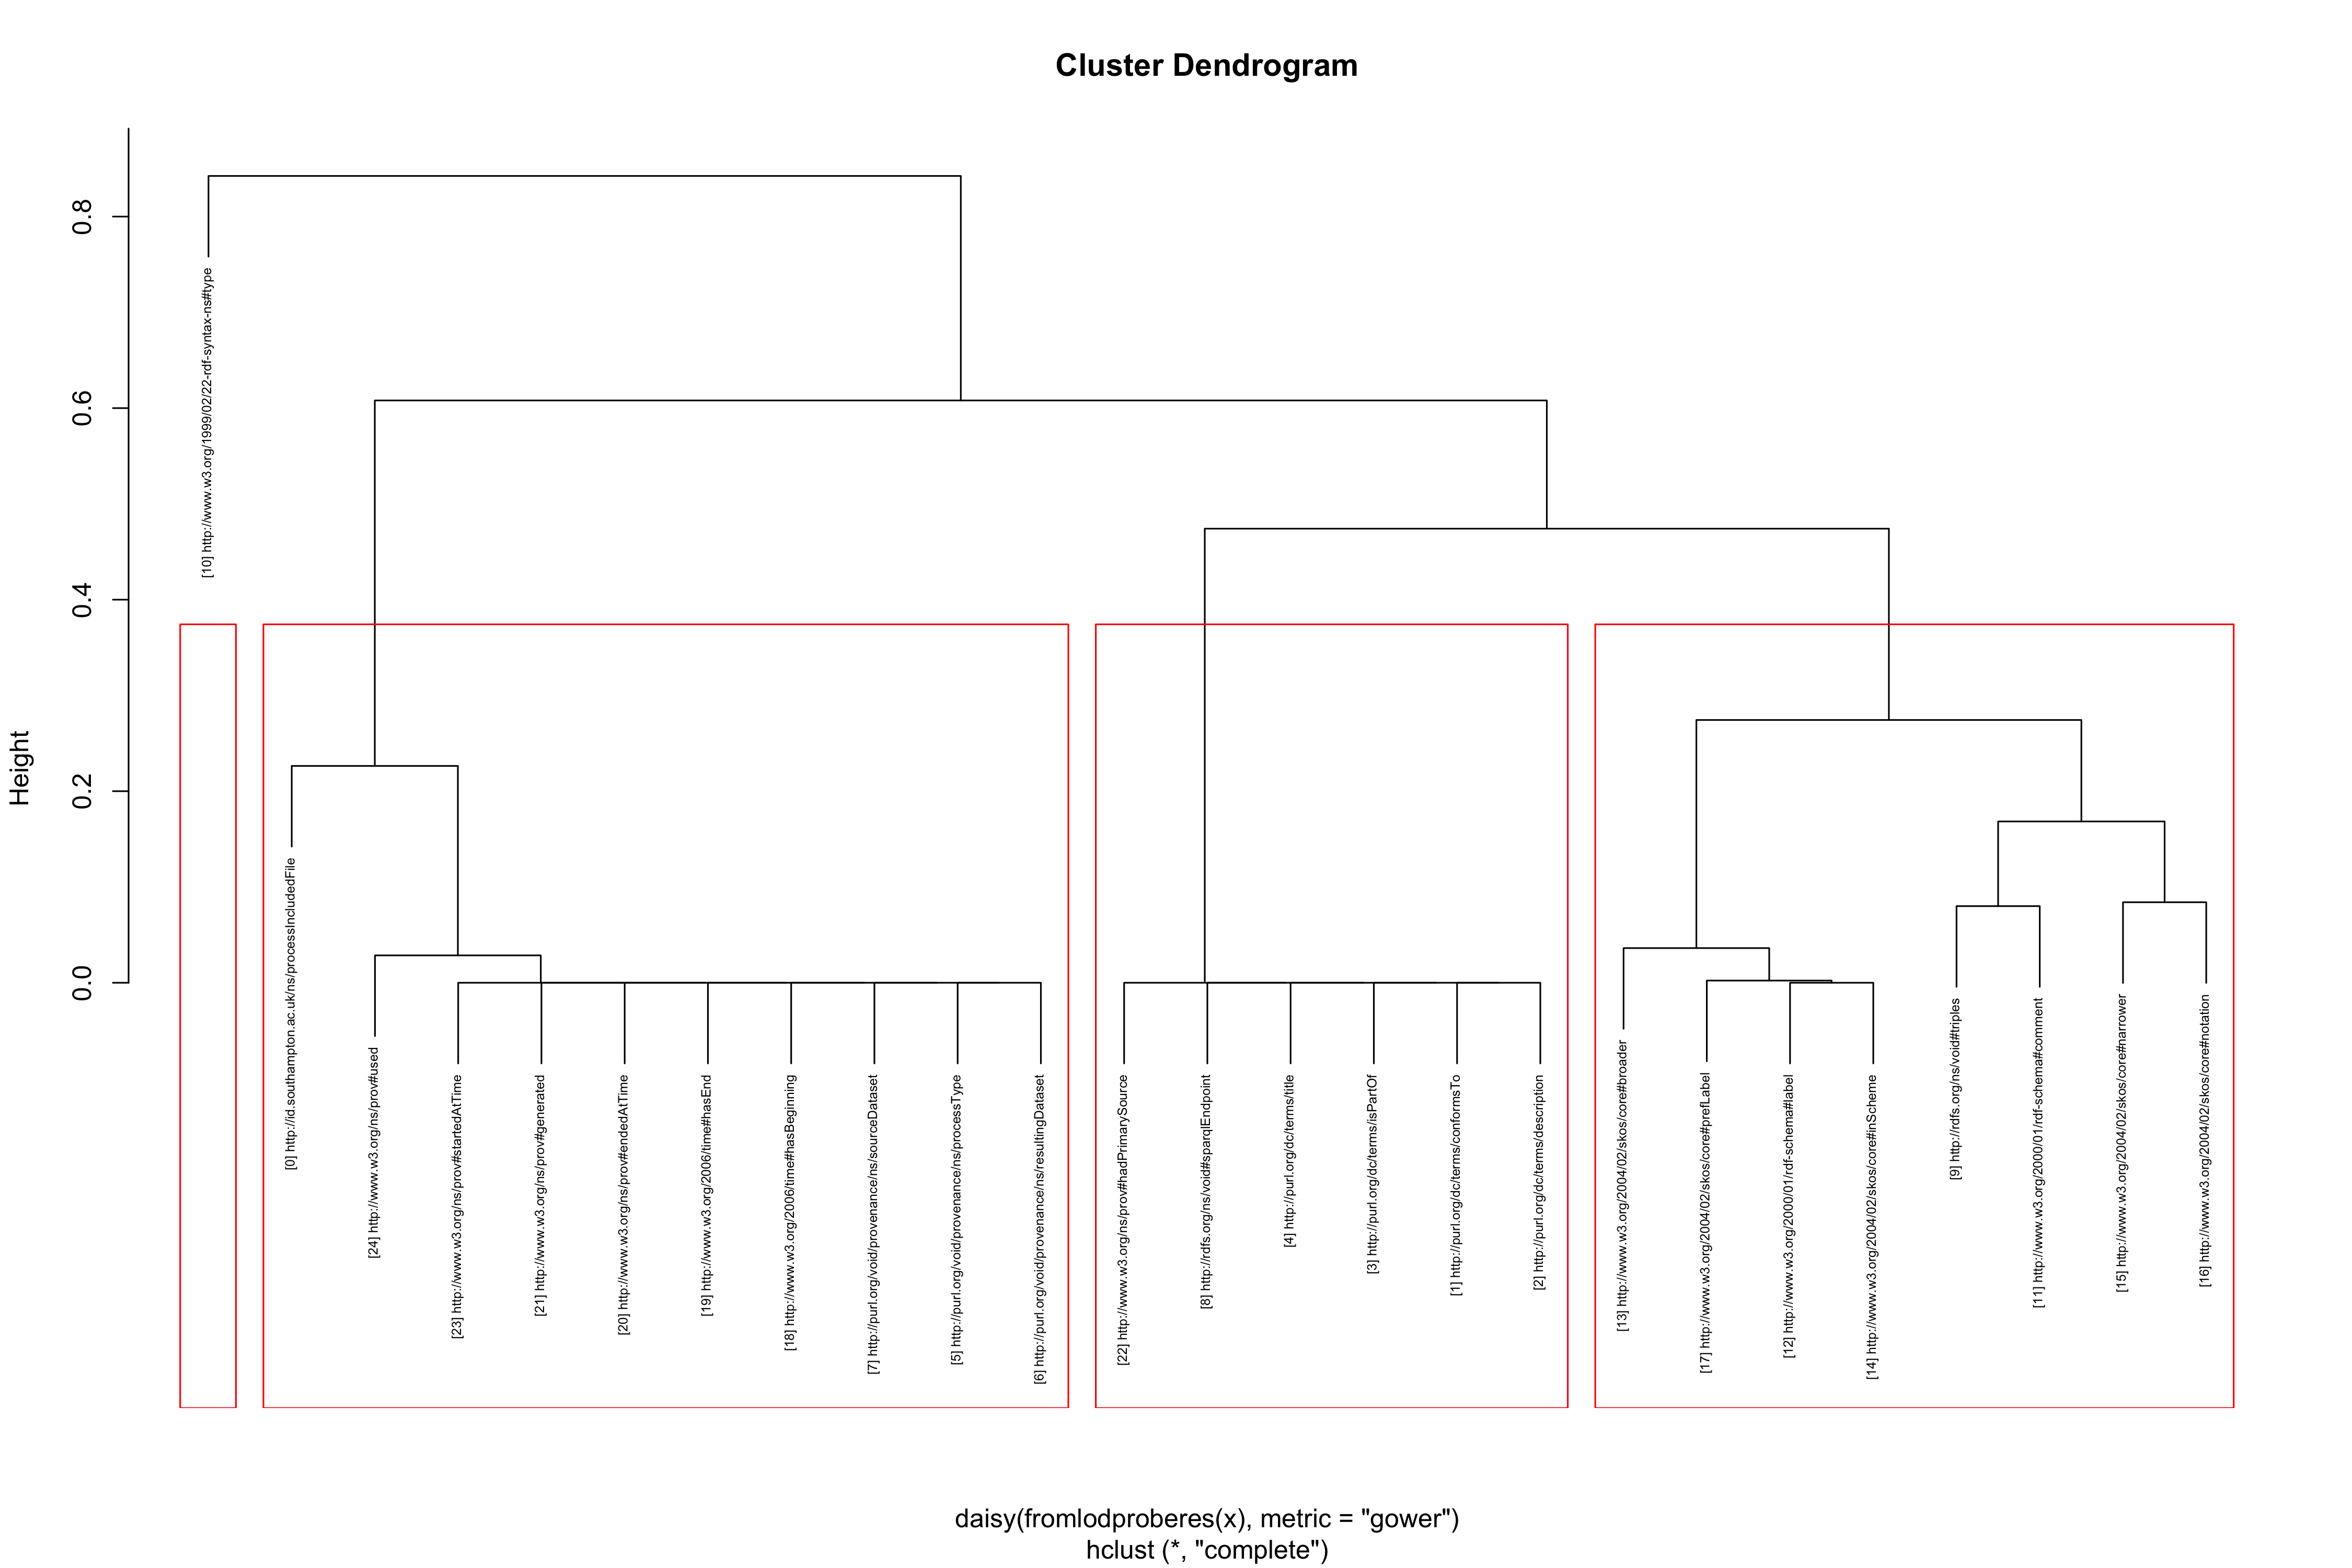 Cluster Dendrogram
Height
0.0
0.2
0.4
0.6
0.8
[10] http://www.w3.org/1999/02/22-rdf-syntax-ns#type
[0] http://id.southampton.ac.uk/ns/processIncludedFile
[24] http://www.w3.org/ns/prov#used
[23] http://www.w3.org/ns/prov#startedAtTime
[21] http://www.w3.org/ns/prov#generated
[20] http://www.w3.org/ns/prov#endedAtTime
[19] http://www.w3.org/2006/time#hasEnd
[18] http://www.w3.org/2006/time#hasBeginning
[7] http://purl.org/void/provenance/ns/sourceDataset
[5] http://purl.org/void/provenance/ns/processType
[6] http://purl.org/void/provenance/ns/resultingDataset
[22] http://www.w3.org/ns/prov#hadPrimarySource
[8] http://rdfs.org/ns/void#sparqlEndpoint
[4] http://purl.org/dc/terms/title
[3] http://purl.org/dc/terms/isPartOf
[1] http://purl.org/dc/terms/conformsTo
[2] http://purl.org/dc/terms/description
[13] http://www.w3.org/2004/02/skos/core#broader
[17] http://www.w3.org/2004/02/skos/core#prefLabel
[12] http://www.w3.org/2000/01/rdf-schema#label
[14] http://www.w3.org/2004/02/skos/core#inScheme
[9] http://rdfs.org/ns/void#triples
[11] http://www.w3.org/2000/01/rdf-schema#comment
[15] http://www.w3.org/2004/02/skos/core#narrower
[16] http://www.w3.org/2004/02/skos/core#notation
daisy(fromlodproberes(x), metric = "gower")
hclust (*, "complete")